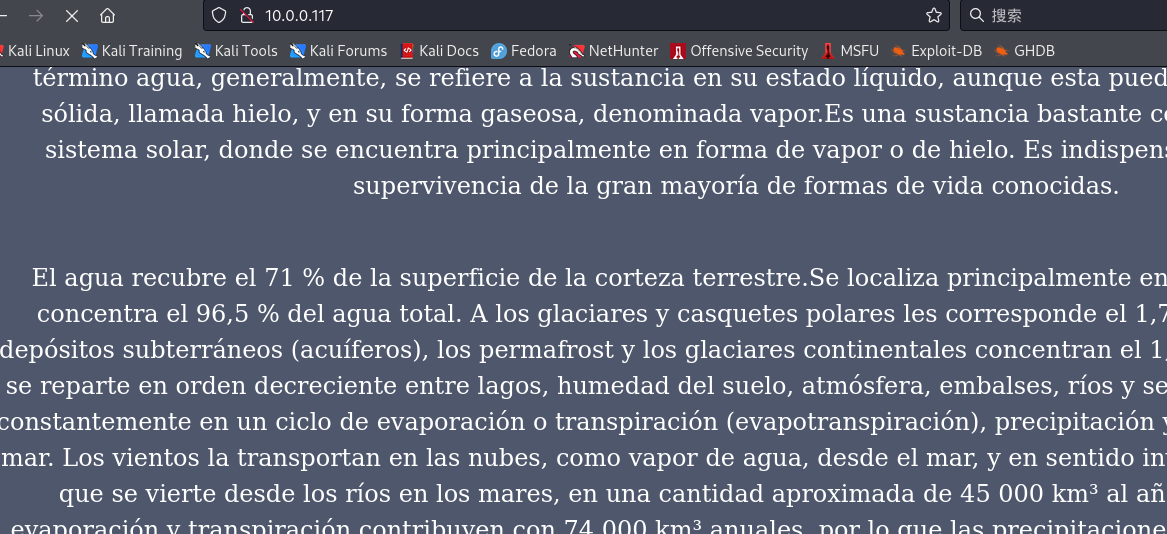 10.0.0.117
搜索
Kali Linux Kali Training Kali Tools Kali Forums Kali Docs Fedora NetHunter Offensive Security MSFU Exploit-DB GHDB
término agua, generalmente, se refiere a la sustancia en su estado líquido, aunque esta pued
sólida, llamada hielo, y en su forma gaseosa, denominada vapor.Es una sustancia bastante c
sistema solar, donde se encuentra principalmente en forma de vapor o de hielo. Es indispens
supervivencia de la gran mayoría de formas de vida conocidas.
El agua recubre el 71 % de la superficie de la corteza terrestre.Se localiza principalmente en
concentra el 96,5 % del agua total. A los glaciares y casquetes polares les corresponde el 1,7
depósitos subterráneos (acuíferos), los permafrost y los glaciares continentales concentran el 1,
se reparte en orden decreciente entre lagos, humedad del suelo, atmósfera, embalses, ríos y se
constantemente en un ciclo de evaporación o transpiración (evapotranspiración), precipitación y
mar. Los vientos la transportan en las nubes, como vapor de agua, desde el mar, y en sentido in
que se vierte desde los ríos en los mares, en una cantidad aproximada de 45 000 km³ al añ
evaporación y transpiración contribuyen con 74 000 km³ anuales, por lo que las precipitacione